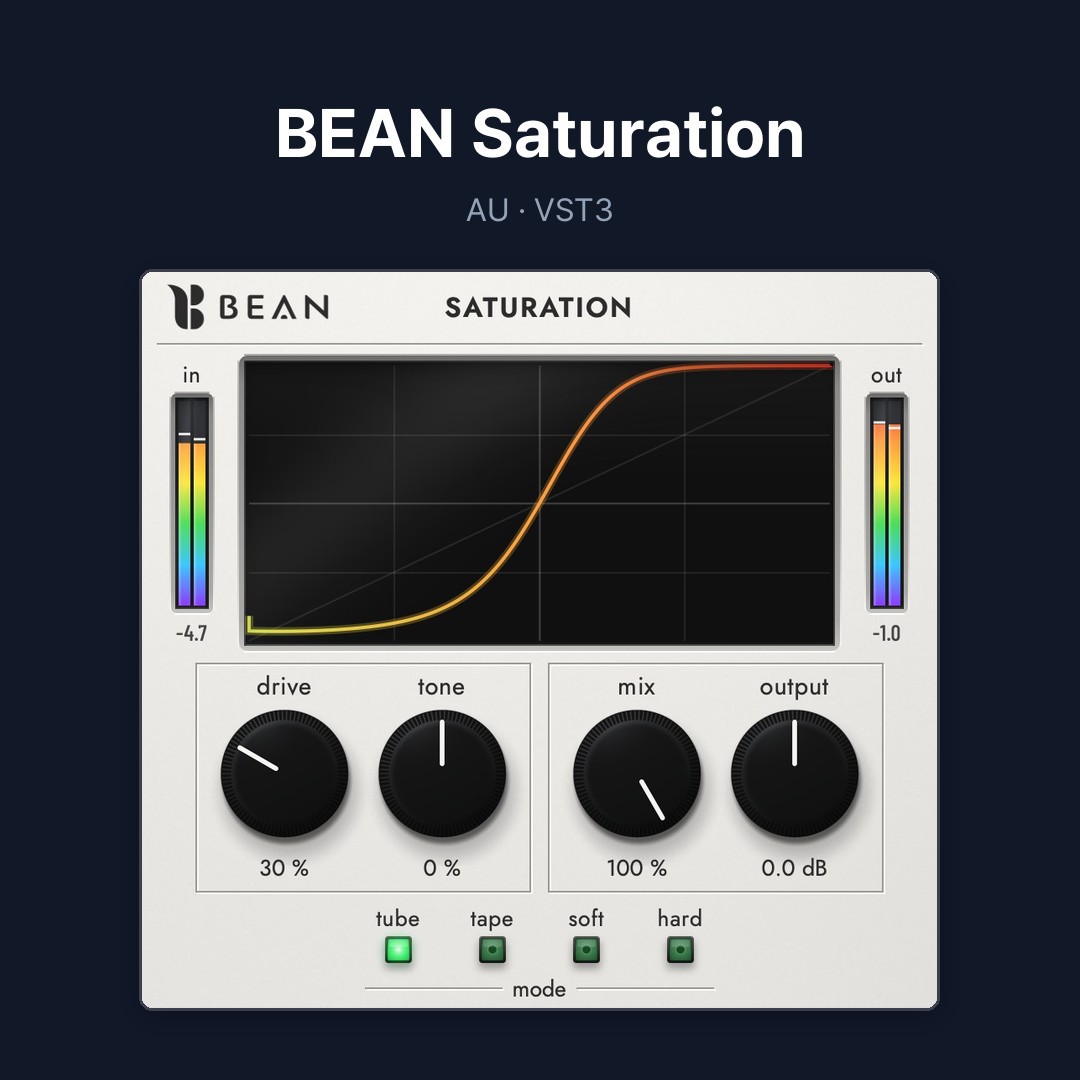 BEAN Saturation
AU · VST3
BEAN SATURATION
in out
-4.7 -1.0
drive tone mix output
30 % 0 % 100 % 0.0 dB
tube tape soft hard
mode